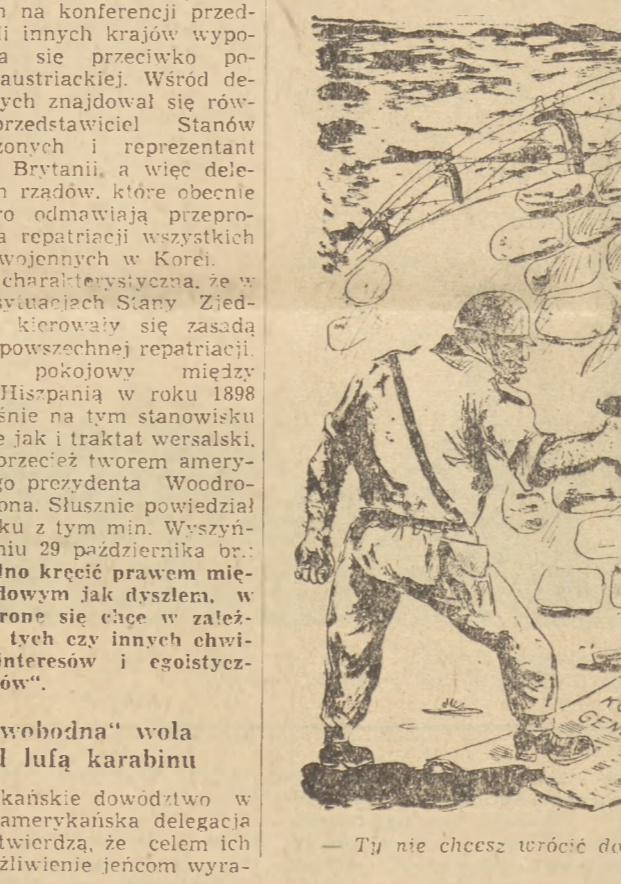 n na konferencji przed-
li innych krajów wypo-
a się przeciwko po-
austriackiej. Wśród de-
ych znajdował się rów-
przedstawiciel Stanów
zonych i reprezentant
Brytanii, a więc dele-
n rządów, które obecnie
ro odmawiają przepro-
a repatriacji wszystkich
wojennych w Korei.
charakterystyczna, że w
sytuacjach Stany Zjed-
kierowały się zasadą
powszechnej repatriacji.
pokojowy między
Hiszpanią w roku 1898
śnie na tym stanowisku
e jak i traktat wersalski,
przecież tworem amery-
go prezydenta Woodro-
ona. Słusznie powiedział
ku z tym min. Wyszyń-
niu 29 października br.:
lno kręcić prawem mię-
dowym jak dyszlem, w
rone się chce w zależ-
tych czy innych chwi-
interesów i egoistycz-
ów“.
wobodna“ wola
d lufą karabinu
kańskie dowództwo w
amerykańska delegacja
twierdzą, że celem ich
żliwienie jeńcom wyra-
KO
GEN
— Ty nie chcesz wrócić do